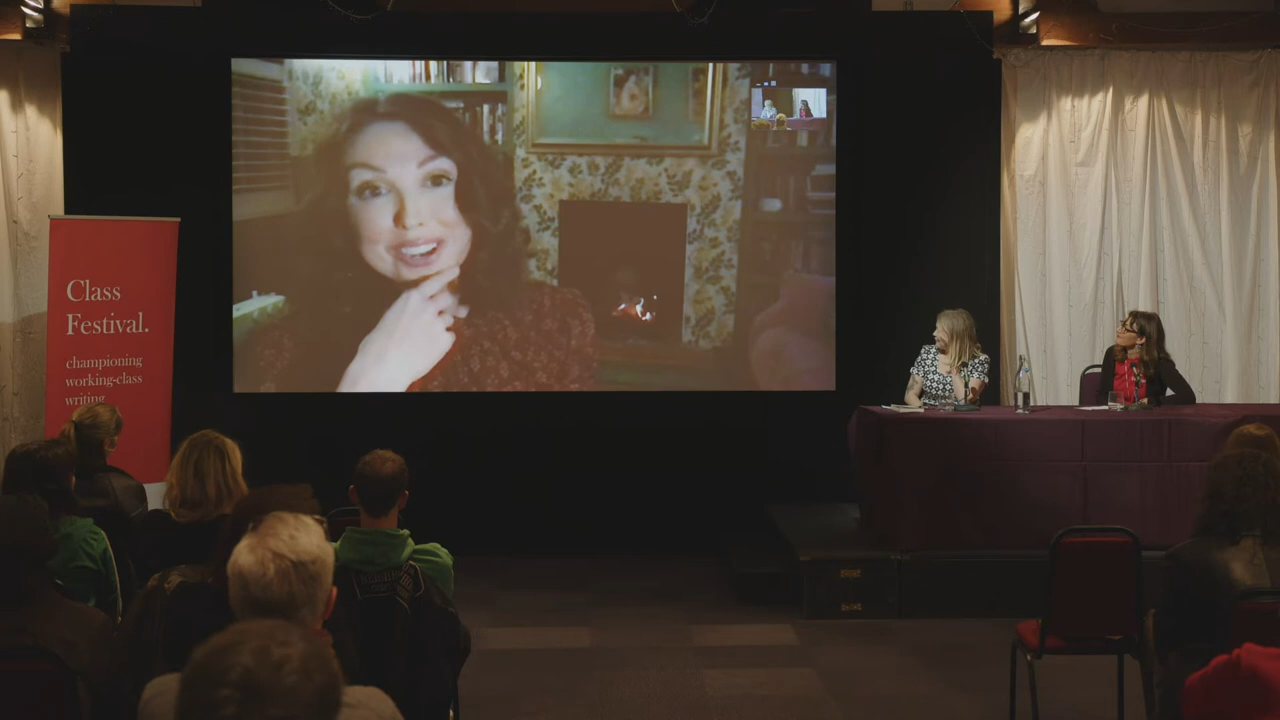 Class
Festival.
championing
working-class
writing